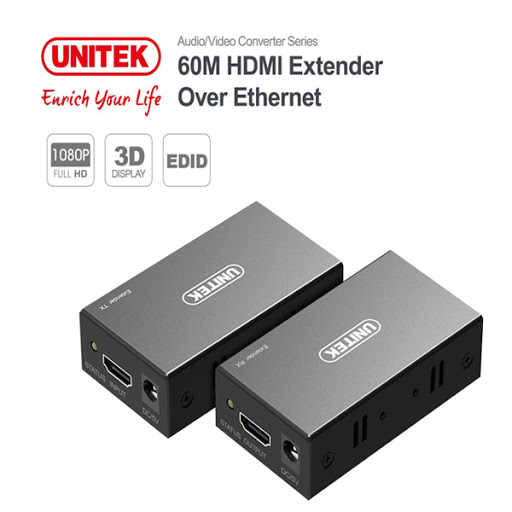 UNITEK
Enrich Your Life
Audio/Video Converter Series
60M HDMI Extender
Over Ethernet
1080P
FULL HD
3D
DISPLAY
EDID
UNITEK
Extender TX
STATUS INPUT DC/5V
UNITEK
Extender RX
STATUS OUTPUT DC/5V